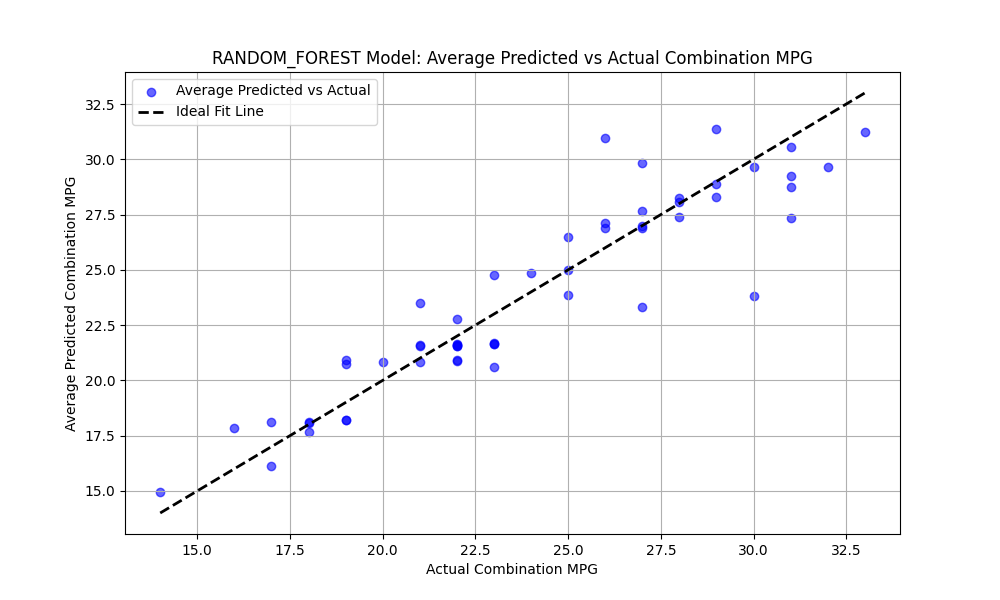 RANDOM_FOREST Model: Average Predicted vs Actual Combination MPG
Average Predicted vs Actual
Ideal Fit Line
Average Predicted Combination MPG
32.5
30.0
27.5
25.0
22.5
20.0
17.5
15.0
15.0 17.5 20.0 22.5 25.0 27.5 30.0 32.5
Actual Combination MPG